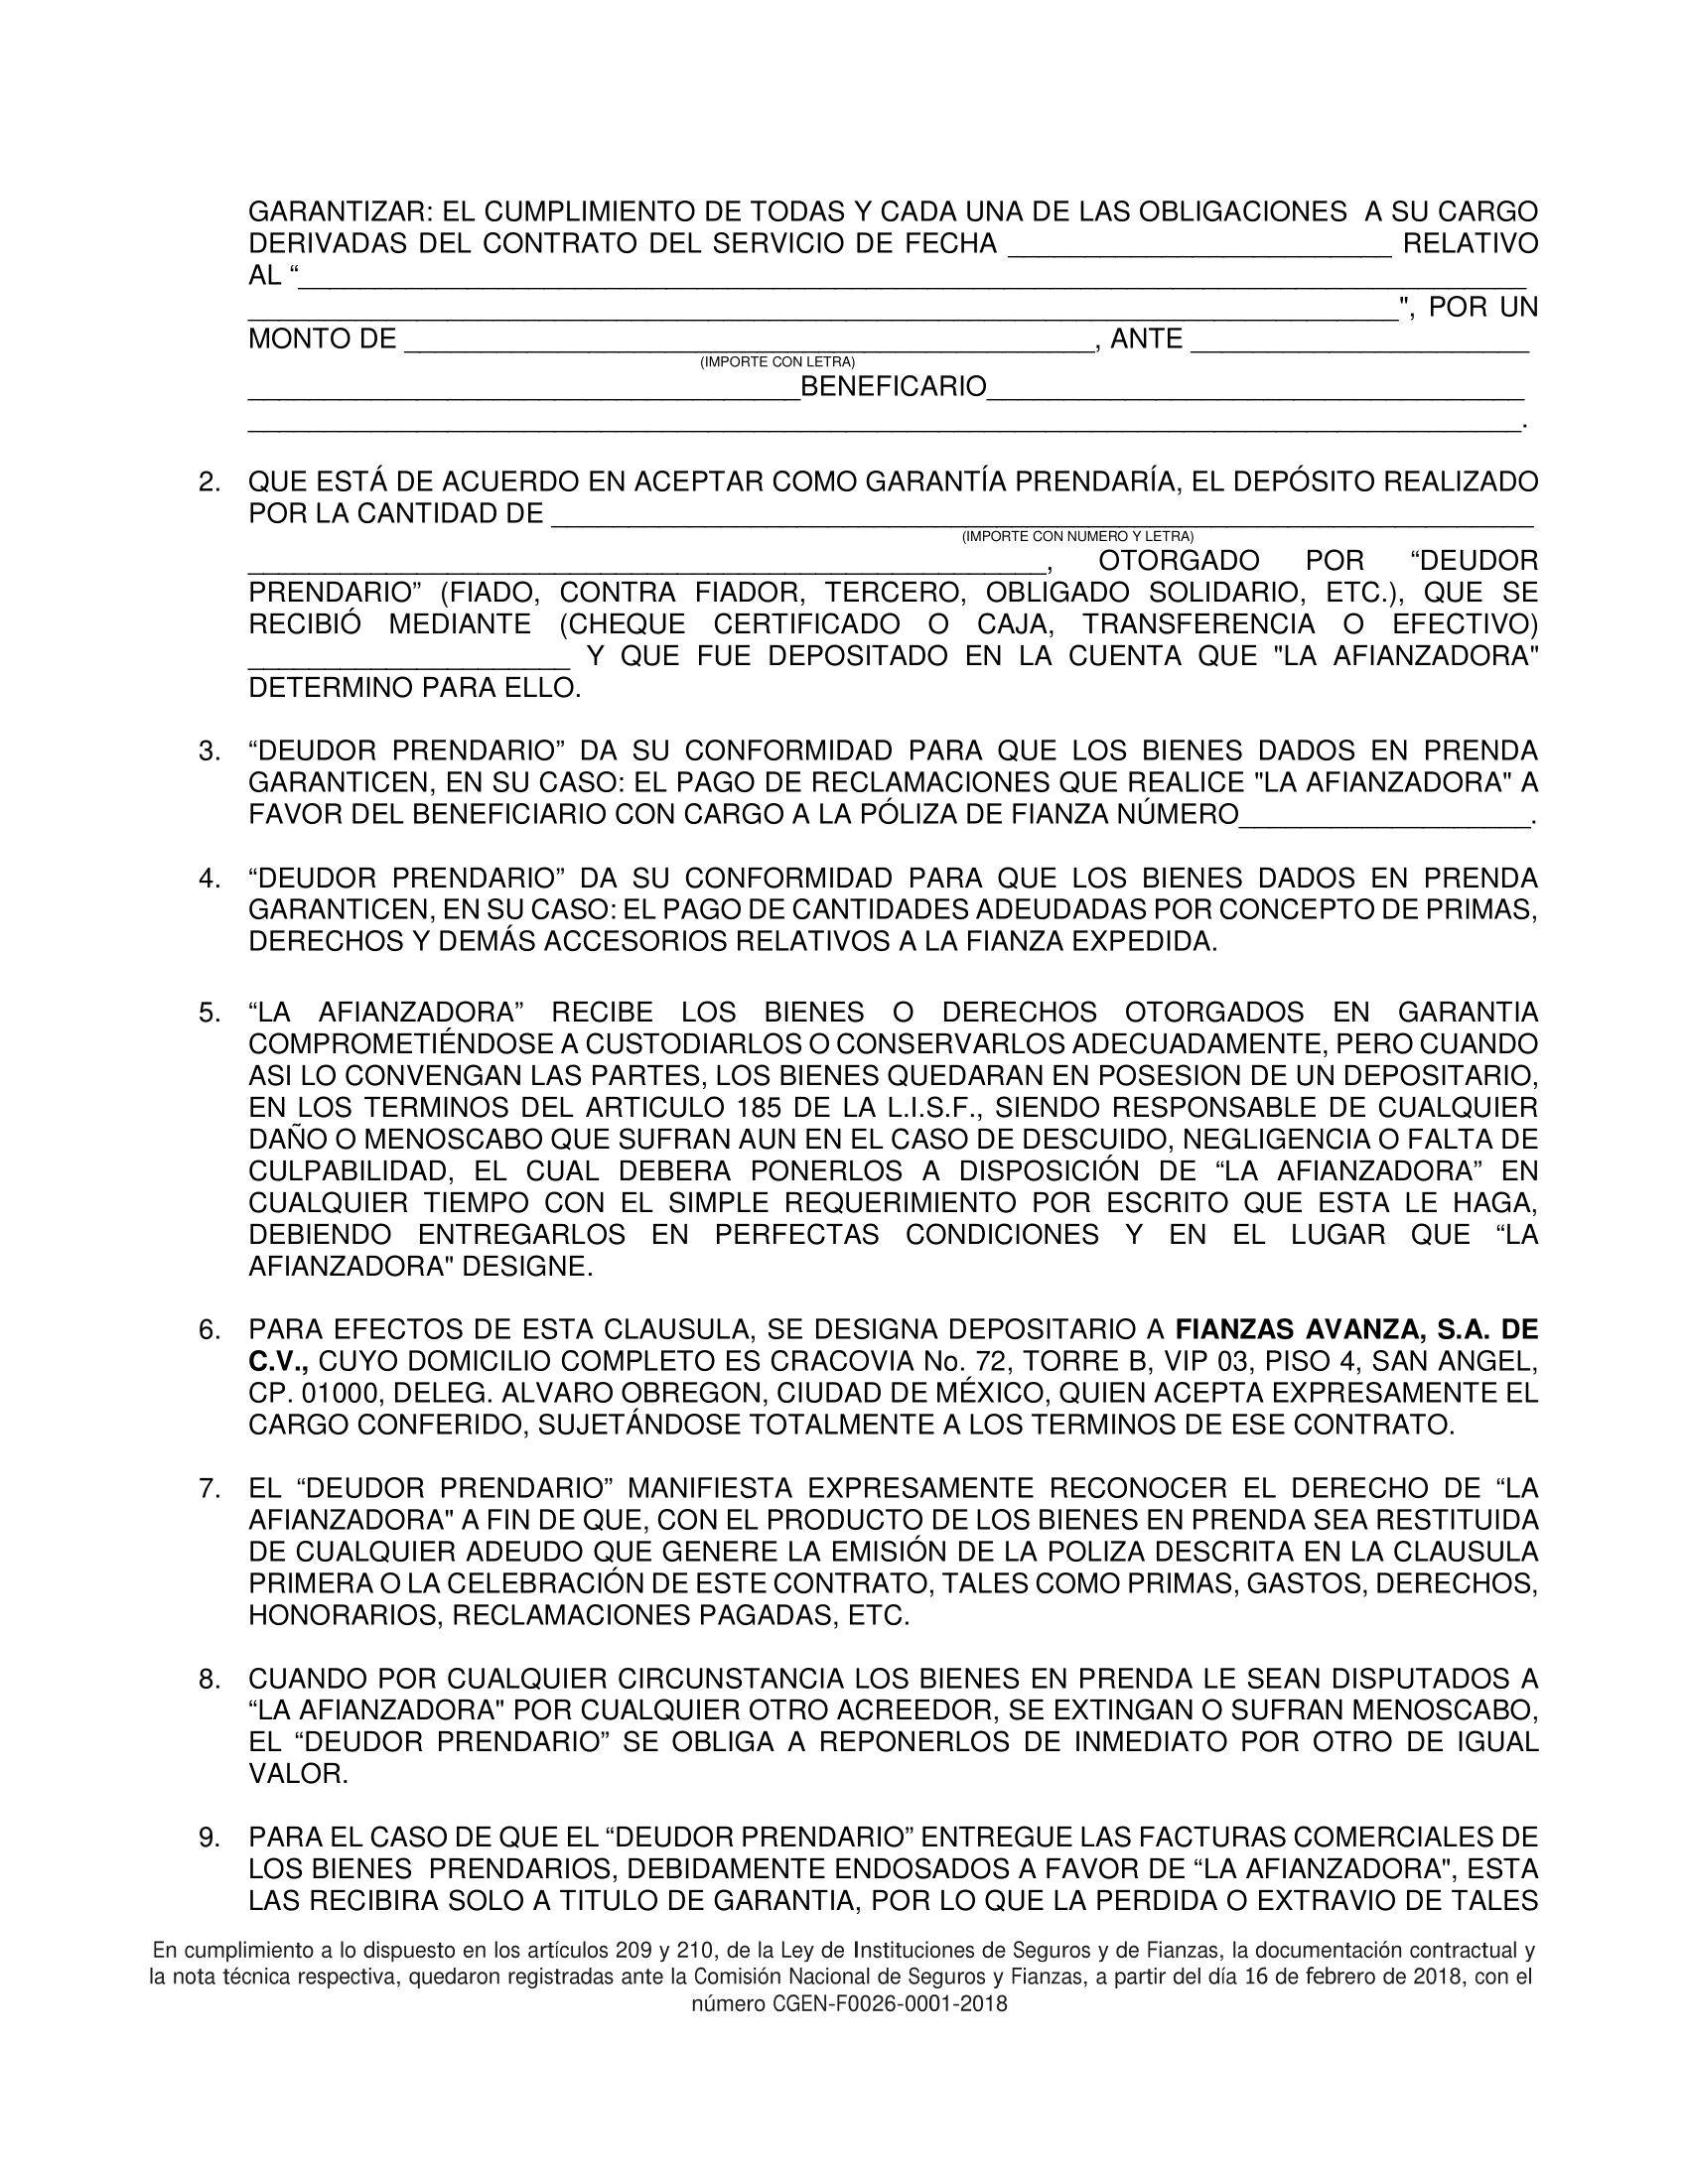 GARANTIZAR: EL CUMPLIMIENTO DE TODAS Y CADA UNA DE LAS OBLIGACIONES A SU CARGO
DERIVADAS DEL CONTRATO DEL SERVICIO DE FECHA _________________________ RELATIVO
AL “________________________________________________________________________________
___________________________________________________________________________", POR UN
MONTO DE _____________________________________________, ANTE ______________________
(IMPORTE CON LETRA)
____________________________________BENEFICARIO___________________________________
___________________________________________________________________________________.
2. QUE ESTÁ DE ACUERDO EN ACEPTAR COMO GARANTÍA PRENDARÍA, EL DEPÓSITO REALIZADO
POR LA CANTIDAD DE ________________________________________________________________
(IMPORTE CON NUMERO Y LETRA)
____________________________________________________, OTORGADO POR “DEUDOR
PRENDARIO” (FIADO, CONTRA FIADOR, TERCERO, OBLIGADO SOLIDARIO, ETC.), QUE SE
RECIBIÓ MEDIANTE (CHEQUE CERTIFICADO O CAJA, TRANSFERENCIA O EFECTIVO)
_____________________ Y QUE FUE DEPOSITADO EN LA CUENTA QUE "LA AFIANZADORA"
DETERMINO PARA ELLO.
3. “DEUDOR PRENDARIO” DA SU CONFORMIDAD PARA QUE LOS BIENES DADOS EN PRENDA
GARANTICEN, EN SU CASO: EL PAGO DE RECLAMACIONES QUE REALICE "LA AFIANZADORA" A
FAVOR DEL BENEFICIARIO CON CARGO A LA PÓLIZA DE FIANZA NÚMERO___________________.
4. “DEUDOR PRENDARIO” DA SU CONFORMIDAD PARA QUE LOS BIENES DADOS EN PRENDA
GARANTICEN, EN SU CASO: EL PAGO DE CANTIDADES ADEUDADAS POR CONCEPTO DE PRIMAS,
DERECHOS Y DEMÁS ACCESORIOS RELATIVOS A LA FIANZA EXPEDIDA.
5. “LA AFIANZADORA” RECIBE LOS BIENES O DERECHOS OTORGADOS EN GARANTIA
COMPROMETIÉNDOSE A CUSTODIARLOS O CONSERVARLOS ADECUADAMENTE, PERO CUANDO
ASI LO CONVENGAN LAS PARTES, LOS BIENES QUEDARAN EN POSESION DE UN DEPOSITARIO,
EN LOS TERMINOS DEL ARTICULO 185 DE LA L.I.S.F., SIENDO RESPONSABLE DE CUALQUIER
DAÑO O MENOSCABO QUE SUFRAN AUN EN EL CASO DE DESCUIDO, NEGLIGENCIA O FALTA DE
CULPABILIDAD, EL CUAL DEBERA PONERLOS A DISPOSICIÓN DE “LA AFIANZADORA” EN
CUALQUIER TIEMPO CON EL SIMPLE REQUERIMIENTO POR ESCRITO QUE ESTA LE HAGA,
DEBIENDO ENTREGARLOS EN PERFECTAS CONDICIONES Y EN EL LUGAR QUE “LA
AFIANZADORA" DESIGNE.
6. PARA EFECTOS DE ESTA CLAUSULA, SE DESIGNA DEPOSITARIO A FIANZAS AVANZA, S.A. DE
C.V., CUYO DOMICILIO COMPLETO ES CRACOVIA No. 72, TORRE B, VIP 03, PISO 4, SAN ANGEL,
CP. 01000, DELEG. ALVARO OBREGON, CIUDAD DE MÉXICO, QUIEN ACEPTA EXPRESAMENTE EL
CARGO CONFERIDO, SUJETÁNDOSE TOTALMENTE A LOS TERMINOS DE ESE CONTRATO.
7. EL “DEUDOR PRENDARIO” MANIFIESTA EXPRESAMENTE RECONOCER EL DERECHO DE “LA
AFIANZADORA" A FIN DE QUE, CON EL PRODUCTO DE LOS BIENES EN PRENDA SEA RESTITUIDA
DE CUALQUIER ADEUDO QUE GENERE LA EMISIÓN DE LA POLIZA DESCRITA EN LA CLAUSULA
PRIMERA O LA CELEBRACIÓN DE ESTE CONTRATO, TALES COMO PRIMAS, GASTOS, DERECHOS,
HONORARIOS, RECLAMACIONES PAGADAS, ETC.
8. CUANDO POR CUALQUIER CIRCUNSTANCIA LOS BIENES EN PRENDA LE SEAN DISPUTADOS A
“LA AFIANZADORA" POR CUALQUIER OTRO ACREEDOR, SE EXTINGAN O SUFRAN MENOSCABO,
EL “DEUDOR PRENDARIO” SE OBLIGA A REPONERLOS DE INMEDIATO POR OTRO DE IGUAL
VALOR.
9. PARA EL CASO DE QUE EL “DEUDOR PRENDARIO” ENTREGUE LAS FACTURAS COMERCIALES DE
LOS BIENES PRENDARIOS, DEBIDAMENTE ENDOSADOS A FAVOR DE “LA AFIANZADORA", ESTA
LAS RECIBIRA SOLO A TITULO DE GARANTIA, POR LO QUE LA PERDIDA O EXTRAVIO DE TALES
En cumplimiento a lo dispuesto en los artículos 209 y 210, de la Ley de Instituciones de Seguros y de Fianzas, la documentación contractual y
la nota técnica respectiva, quedaron registradas ante la Comisión Nacional de Seguros y Fianzas, a partir del día 16 de febrero de 2018, con el
número CGEN-F0026-0001-2018